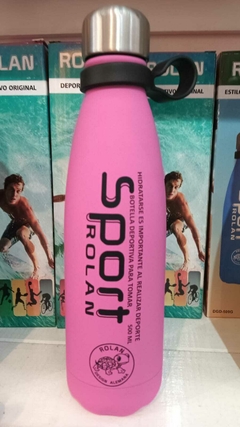 ROLAN
ROLAN
ROLAN
VO ORIGINAL
DEPOR
ESTIL
Sport
ROLAN
HIDRATARSE ES IMPORTANTE AL REALIZAR DEPORTE
BOTELLA DEPORTIVA PARA TOMAR
500 ML
ROLAN